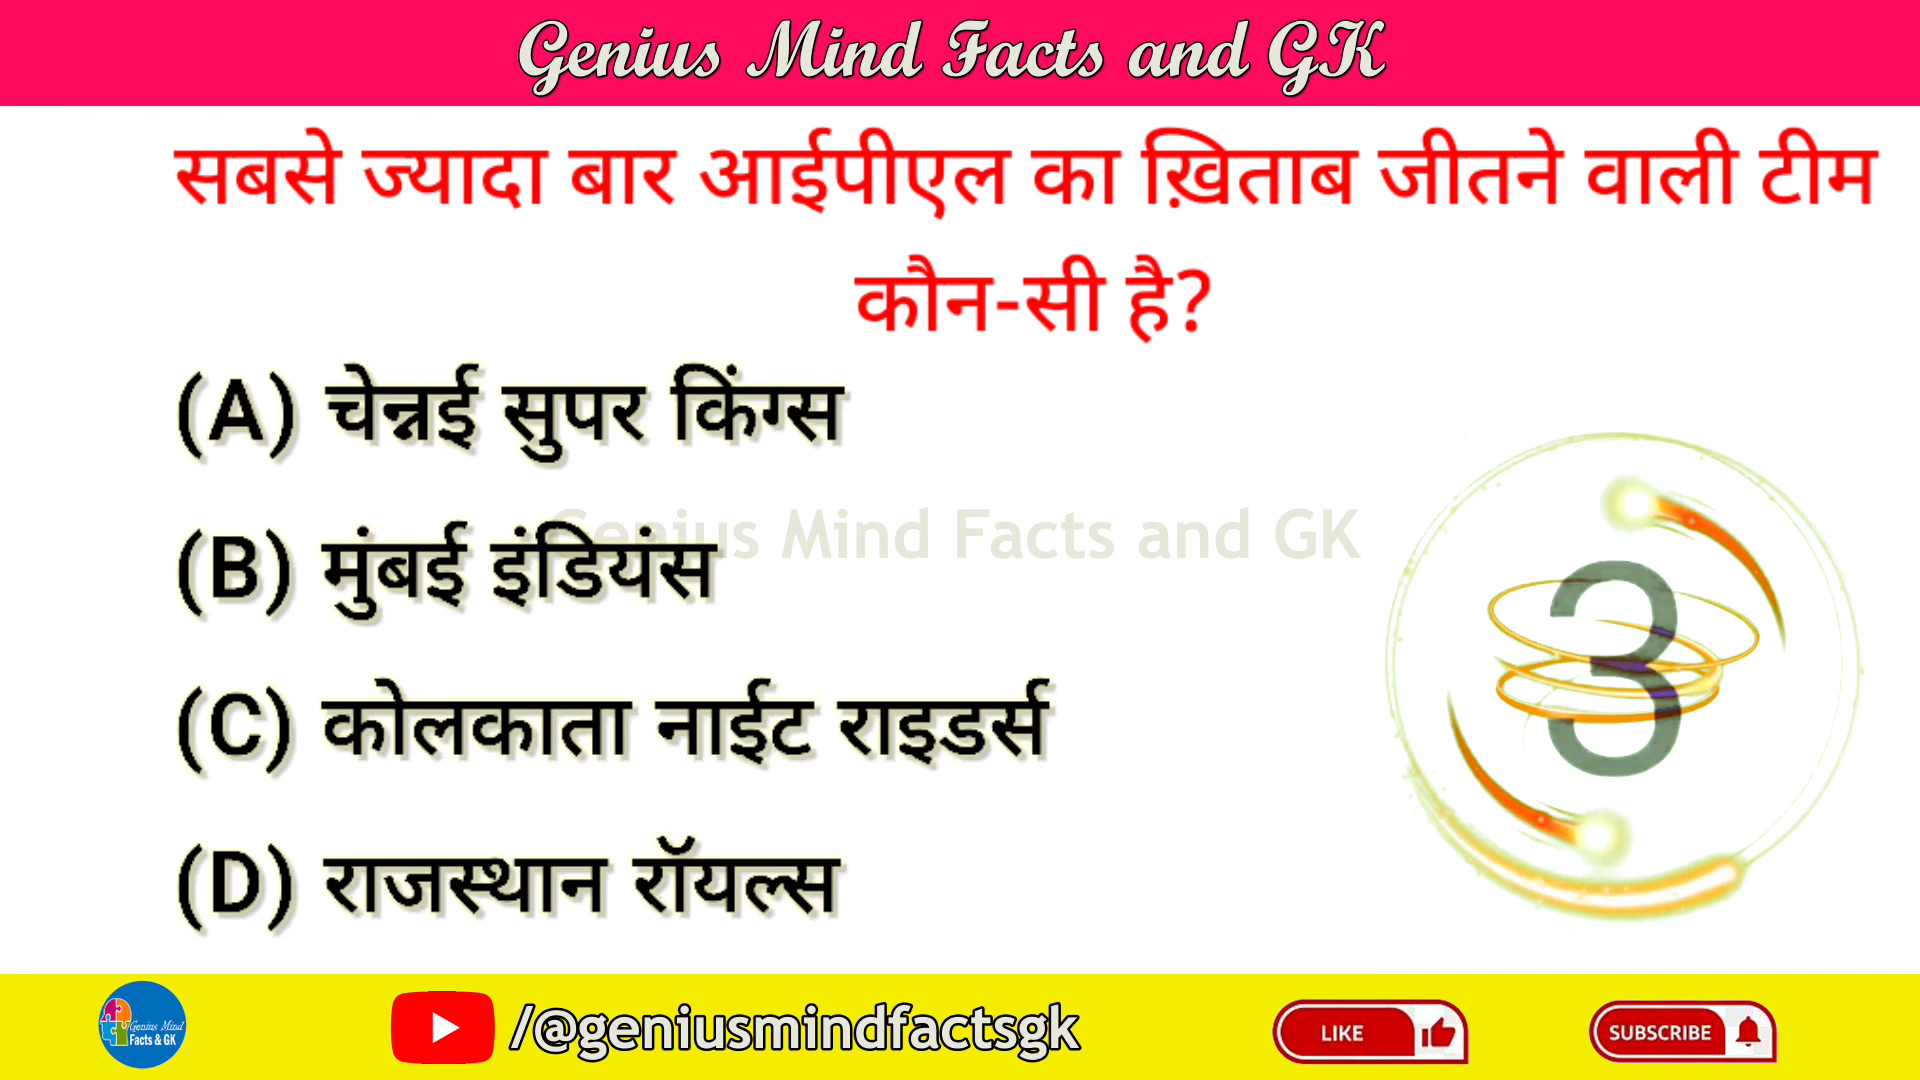 Genius Mind Facts and GK
सबसे ज्यादा बार आईपीएल का ख़िताब जीतने वाली टीम
कौन-सी है?
(A) चेन्नई सुपर किंग्स
(B) मुंबई इंडियंस
Genius Mind Facts and GK
(C) कोलकाता नाईट राइडर्स
(D) राजस्थान रॉयल्स
3
Genius Mind
Facts & GK
/@geniusmindfactsgk
LIKE
SUBSCRIBE